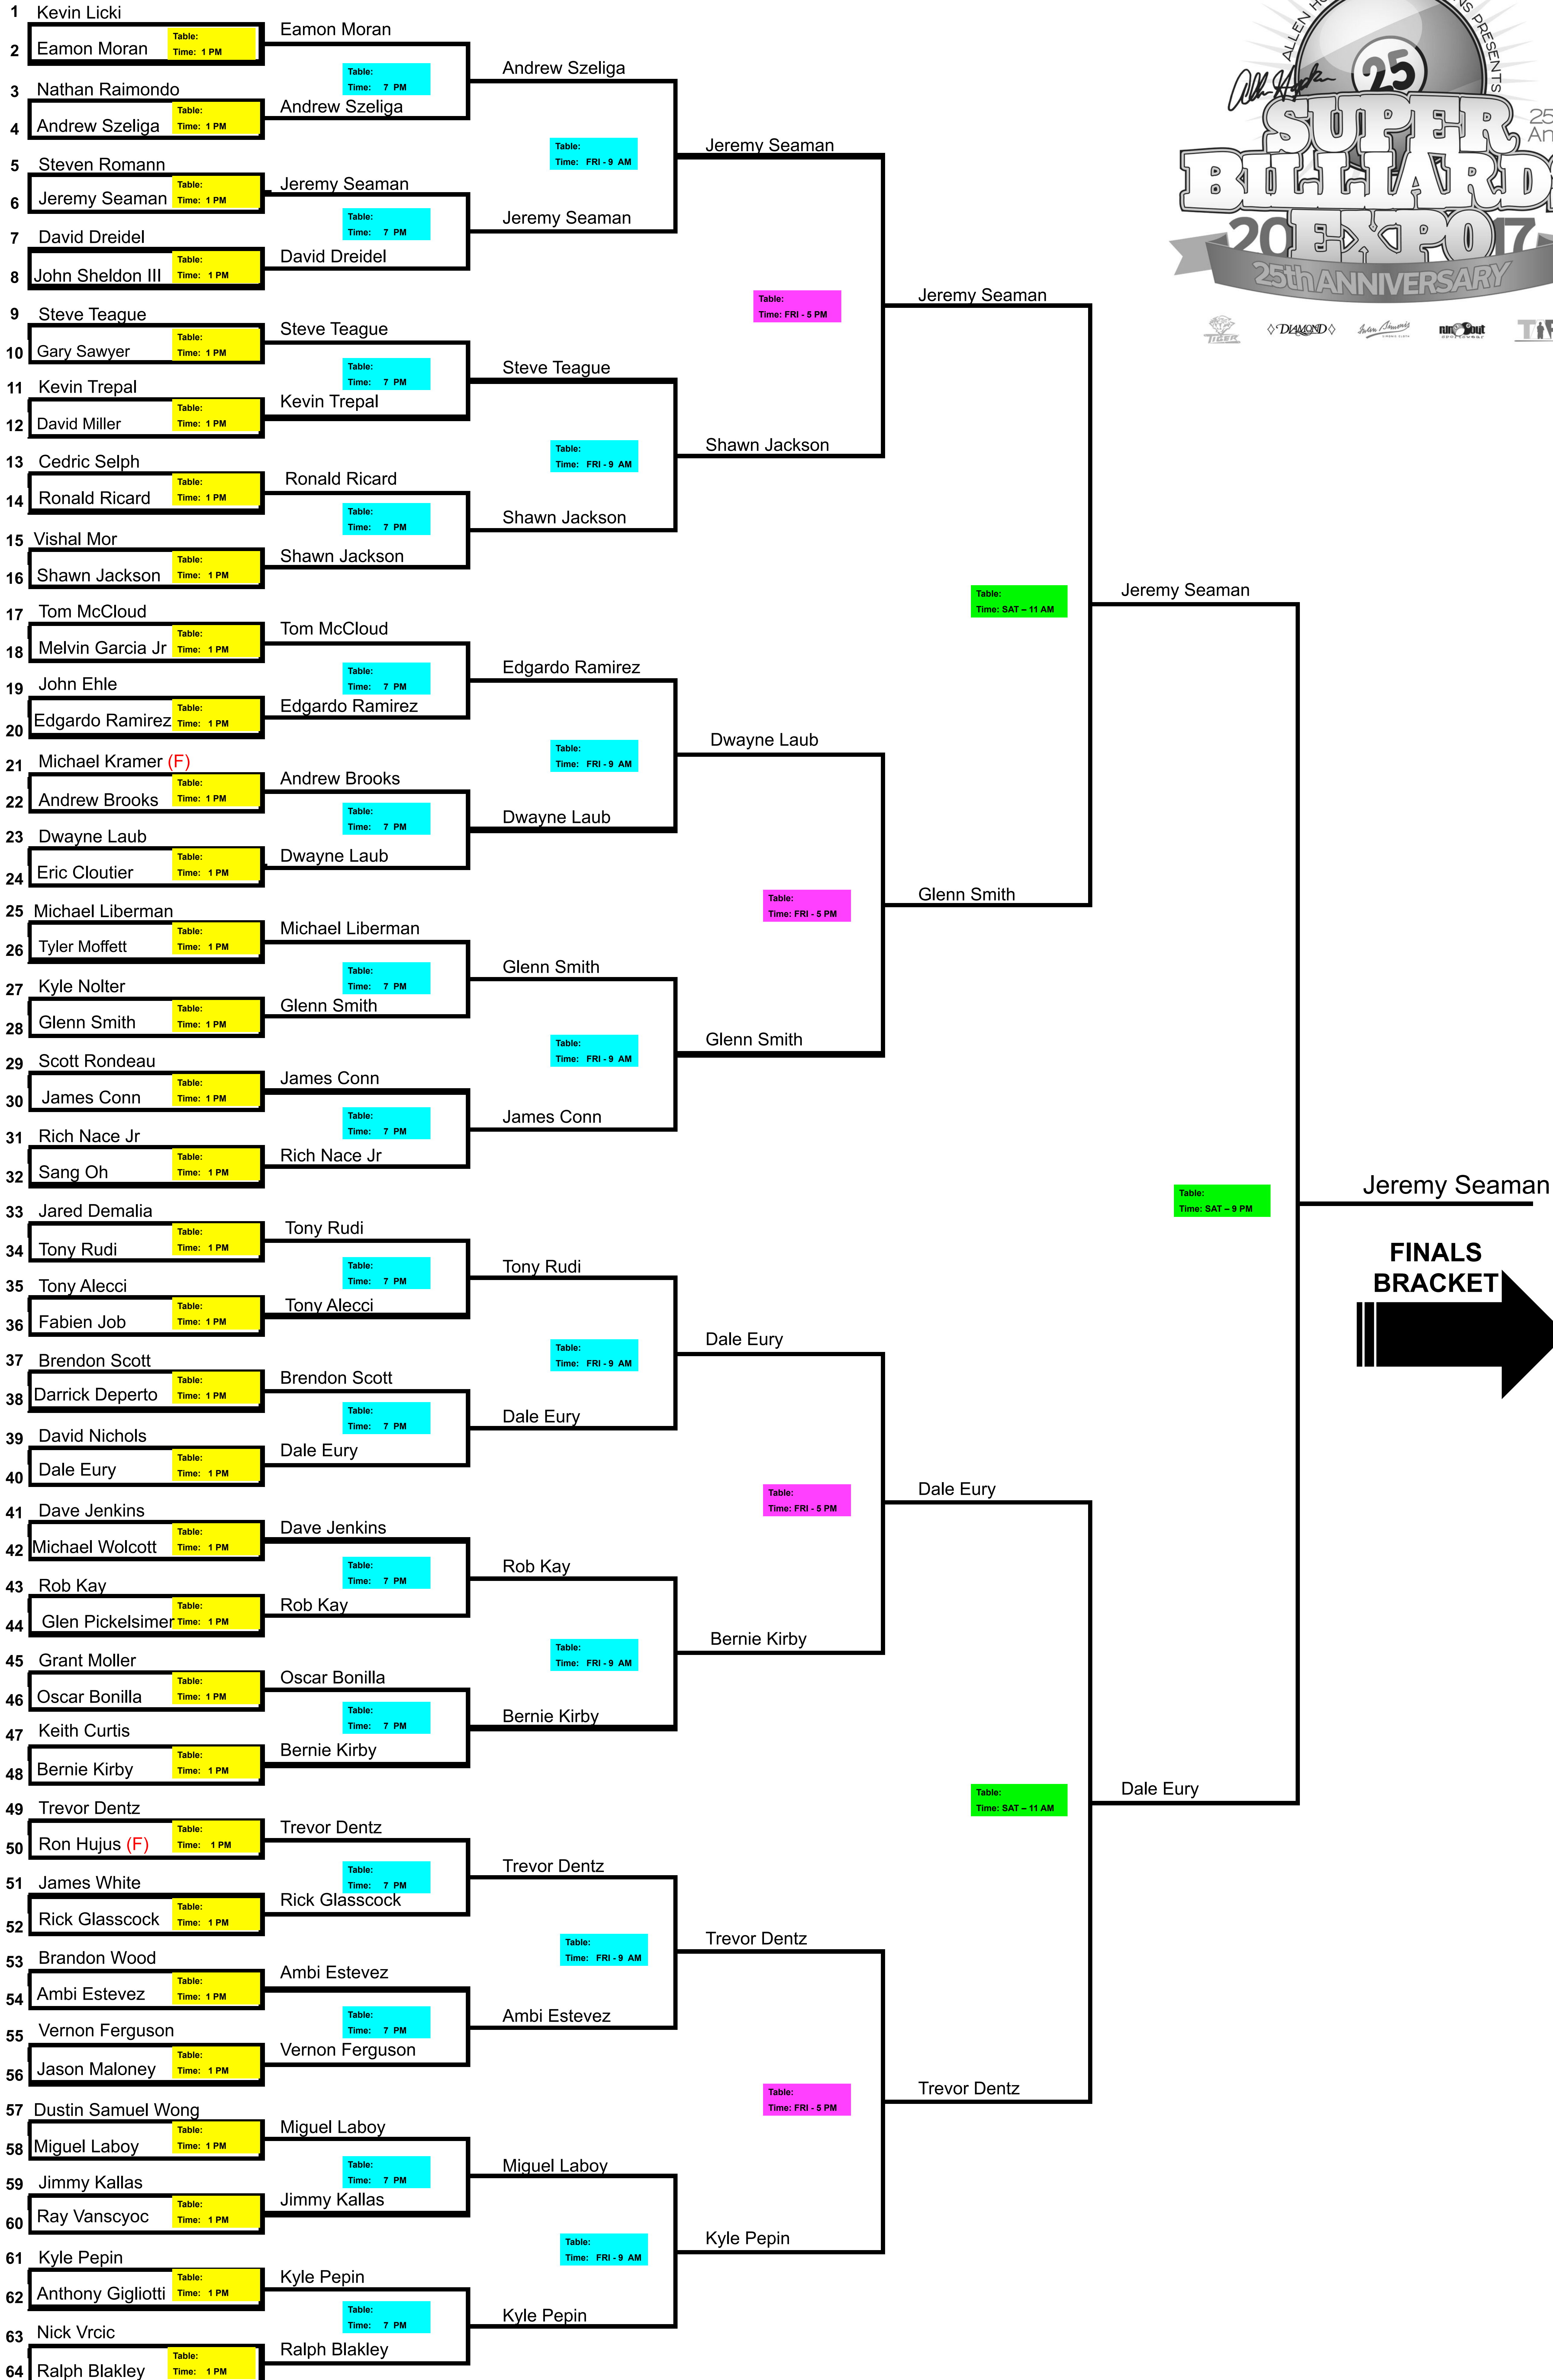 1 Kevin Licki
2 Eamon Moran
Table:
Time: 1 PM
3 Nathan Raimondo
4 Andrew Szeliga
Table:
Time: 1 PM
5 Steven Romann
6 Jeremy Seaman
Table:
Time: 1 PM
7 David Dreidel
8 John Sheldon III
Table:
Time: 1 PM
9 Steve Teague
10 Gary Sawyer
Table:
Time: 1 PM
11 Kevin Trepal
12 David Miller
Table:
Time: 1 PM
13 Cedric Selph
14 Ronald Ricard
Table:
Time: 1 PM
15 Vishal Mor
16 Shawn Jackson
Table:
Time: 1 PM
17 Tom McCloud
18 Melvin Garcia Jr
Table:
Time: 1 PM
19 John Ehle
20 Edgardo Ramirez
Table:
Time: 1 PM
21 Michael Kramer (F)
22 Andrew Brooks
Table:
Time: 1 PM
23 Dwayne Laub
24 Eric Cloutier
Table:
Time: 1 PM
25 Michael Liberman
26 Tyler Moffett
Table:
Time: 1 PM
27 Kyle Nolter
28 Glenn Smith
Table:
Time: 1 PM
29 Scott Rondeau
30 James Conn
Table:
Time: 1 PM
31 Rich Nace Jr
32 Sang Oh
Table:
Time: 1 PM
33 Jared Demalia
34 Tony Rudi
Table:
Time: 1 PM
35 Tony Alecci
36 Fabien Job
Table:
Time: 1 PM
37 Brendon Scott
38 Darrick Deperto
Table:
Time: 1 PM
39 David Nichols
40 Dale Eury
Table:
Time: 1 PM
41 Dave Jenkins
42 Michael Wolcott
Table:
Time: 1 PM
43 Rob Kay
44 Glen Pickelsimer
Table:
Time: 1 PM
45 Grant Moller
46 Oscar Bonilla
Table:
Time: 1 PM
47 Keith Curtis
48 Bernie Kirby
Table:
Time: 1 PM
49 Trevor Dentz
50 Ron Hujus (F)
Table:
Time: 1 PM
51 James White
52 Rick Glasscock
Table:
Time: 1 PM
53 Brandon Wood
54 Ambi Estevez
Table:
Time: 1 PM
55 Vernon Ferguson
56 Jason Maloney
Table:
Time: 1 PM
57 Dustin Samuel Wong
58 Miguel Laboy
Table:
Time: 1 PM
59 Jimmy Kallas
60 Ray Vanscyoc
Table:
Time: 1 PM
61 Kyle Pepin
62 Anthony Gigliotti
Table:
Time: 1 PM
63 Nick Vrcic
64 Ralph Blakley
Table:
Time: 1 PM
Eamon Moran
Table:
Time: 7 PM
Andrew Szeliga
Jeremy Seaman
Table:
Time: 7 PM
David Dreidel
Steve Teague
Table:
Time: 7 PM
Kevin Trepal
Ronald Ricard
Table:
Time: 7 PM
Shawn Jackson
Tom McCloud
Table:
Time: 7 PM
Edgardo Ramirez
Andrew Brooks
Table:
Time: 7 PM
Dwayne Laub
Michael Liberman
Table:
Time: 7 PM
Glenn Smith
James Conn
Table:
Time: 7 PM
Rich Nace Jr
Tony Rudi
Table:
Time: 7 PM
Tony Alecci
Brendon Scott
Table:
Time: 7 PM
Dale Eury
Dave Jenkins
Table:
Time: 7 PM
Rob Kay
Oscar Bonilla
Table:
Time: 7 PM
Bernie Kirby
Trevor Dentz
Table:
Time: 7 PM
Rick Glasscock
Ambi Estevez
Table:
Time: 7 PM
Vernon Ferguson
Miguel Laboy
Table:
Time: 7 PM
Jimmy Kallas
Kyle Pepin
Table:
Time: 7 PM
Ralph Blakley
Andrew Szeliga
Table:
Time: FRI - 9 AM
Jeremy Seaman
Steve Teague
Table:
Time: FRI - 9 AM
Shawn Jackson
Edgardo Ramirez
Table:
Time: FRI - 9 AM
Dwayne Laub
Glenn Smith
Table:
Time: FRI - 9 AM
James Conn
Tony Rudi
Table:
Time: FRI - 9 AM
Dale Eury
Rob Kay
Table:
Time: FRI - 9 AM
Bernie Kirby
Trevor Dentz
Table:
Time: FRI - 9 AM
Ambi Estevez
Miguel Laboy
Table:
Time: FRI - 9 AM
Kyle Pepin
Jeremy Seaman
Table:
Time: FRI - 5 PM
Shawn Jackson
Dwayne Laub
Table:
Time: FRI - 5 PM
Glenn Smith
Dale Eury
Table:
Time: FRI - 5 PM
Bernie Kirby
Trevor Dentz
Table:
Time: FRI - 5 PM
Kyle Pepin
Jeremy Seaman
Table:
Time: SAT – 11 AM
Glenn Smith
Dale Eury
Table:
Time: SAT – 11 AM
Trevor Dentz
Jeremy Seaman
Table:
Time: SAT – 9 PM
Dale Eury
Jeremy Seaman
FINALS
BRACKET
ALLEN
PRESENTS
25
SUPER
BILLIARDS
2017 EXPO
25th ANNIVERSARY
TIGER
DIAMOND